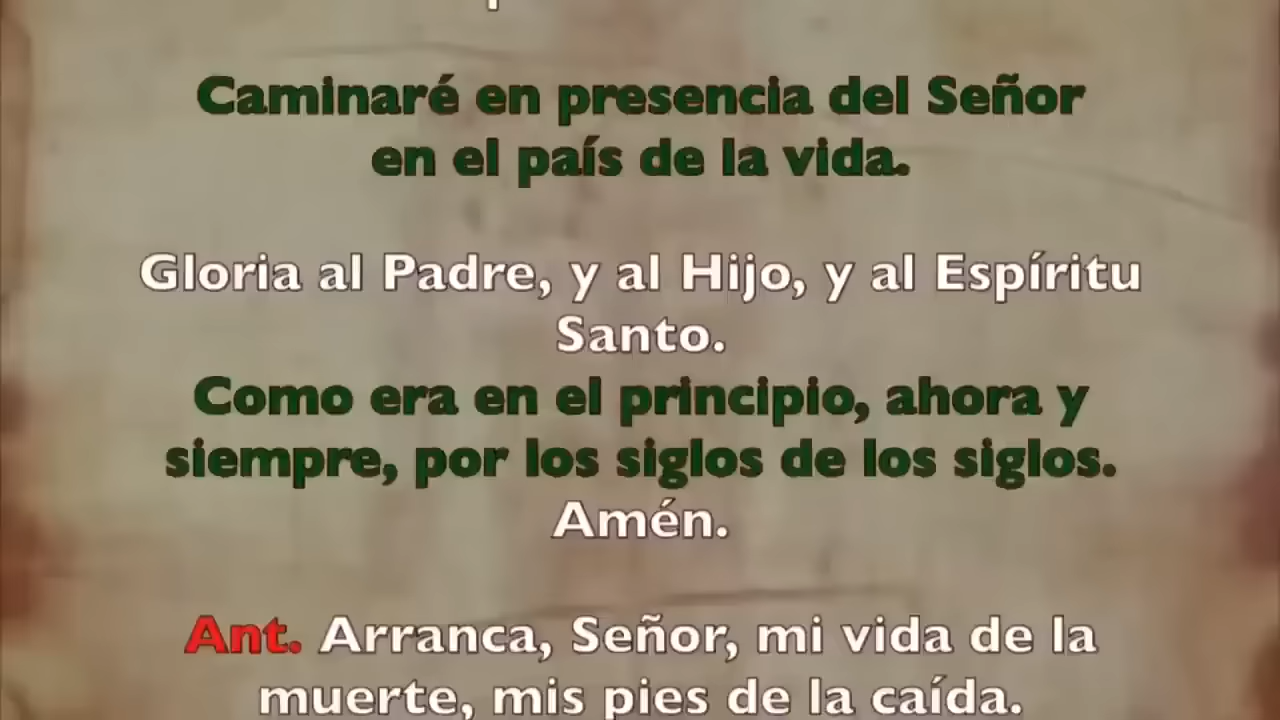 Caminaré en presencia del Señor
en el país de la vida.
Gloria al Padre, y al Hijo, y al Espíritu
Santo.
Como era en el principio, ahora y
siempre, por los siglos de los siglos.
Amén.
Ant. Arranca, Señor, mi vida de la
muerte, mis pies de la caída.